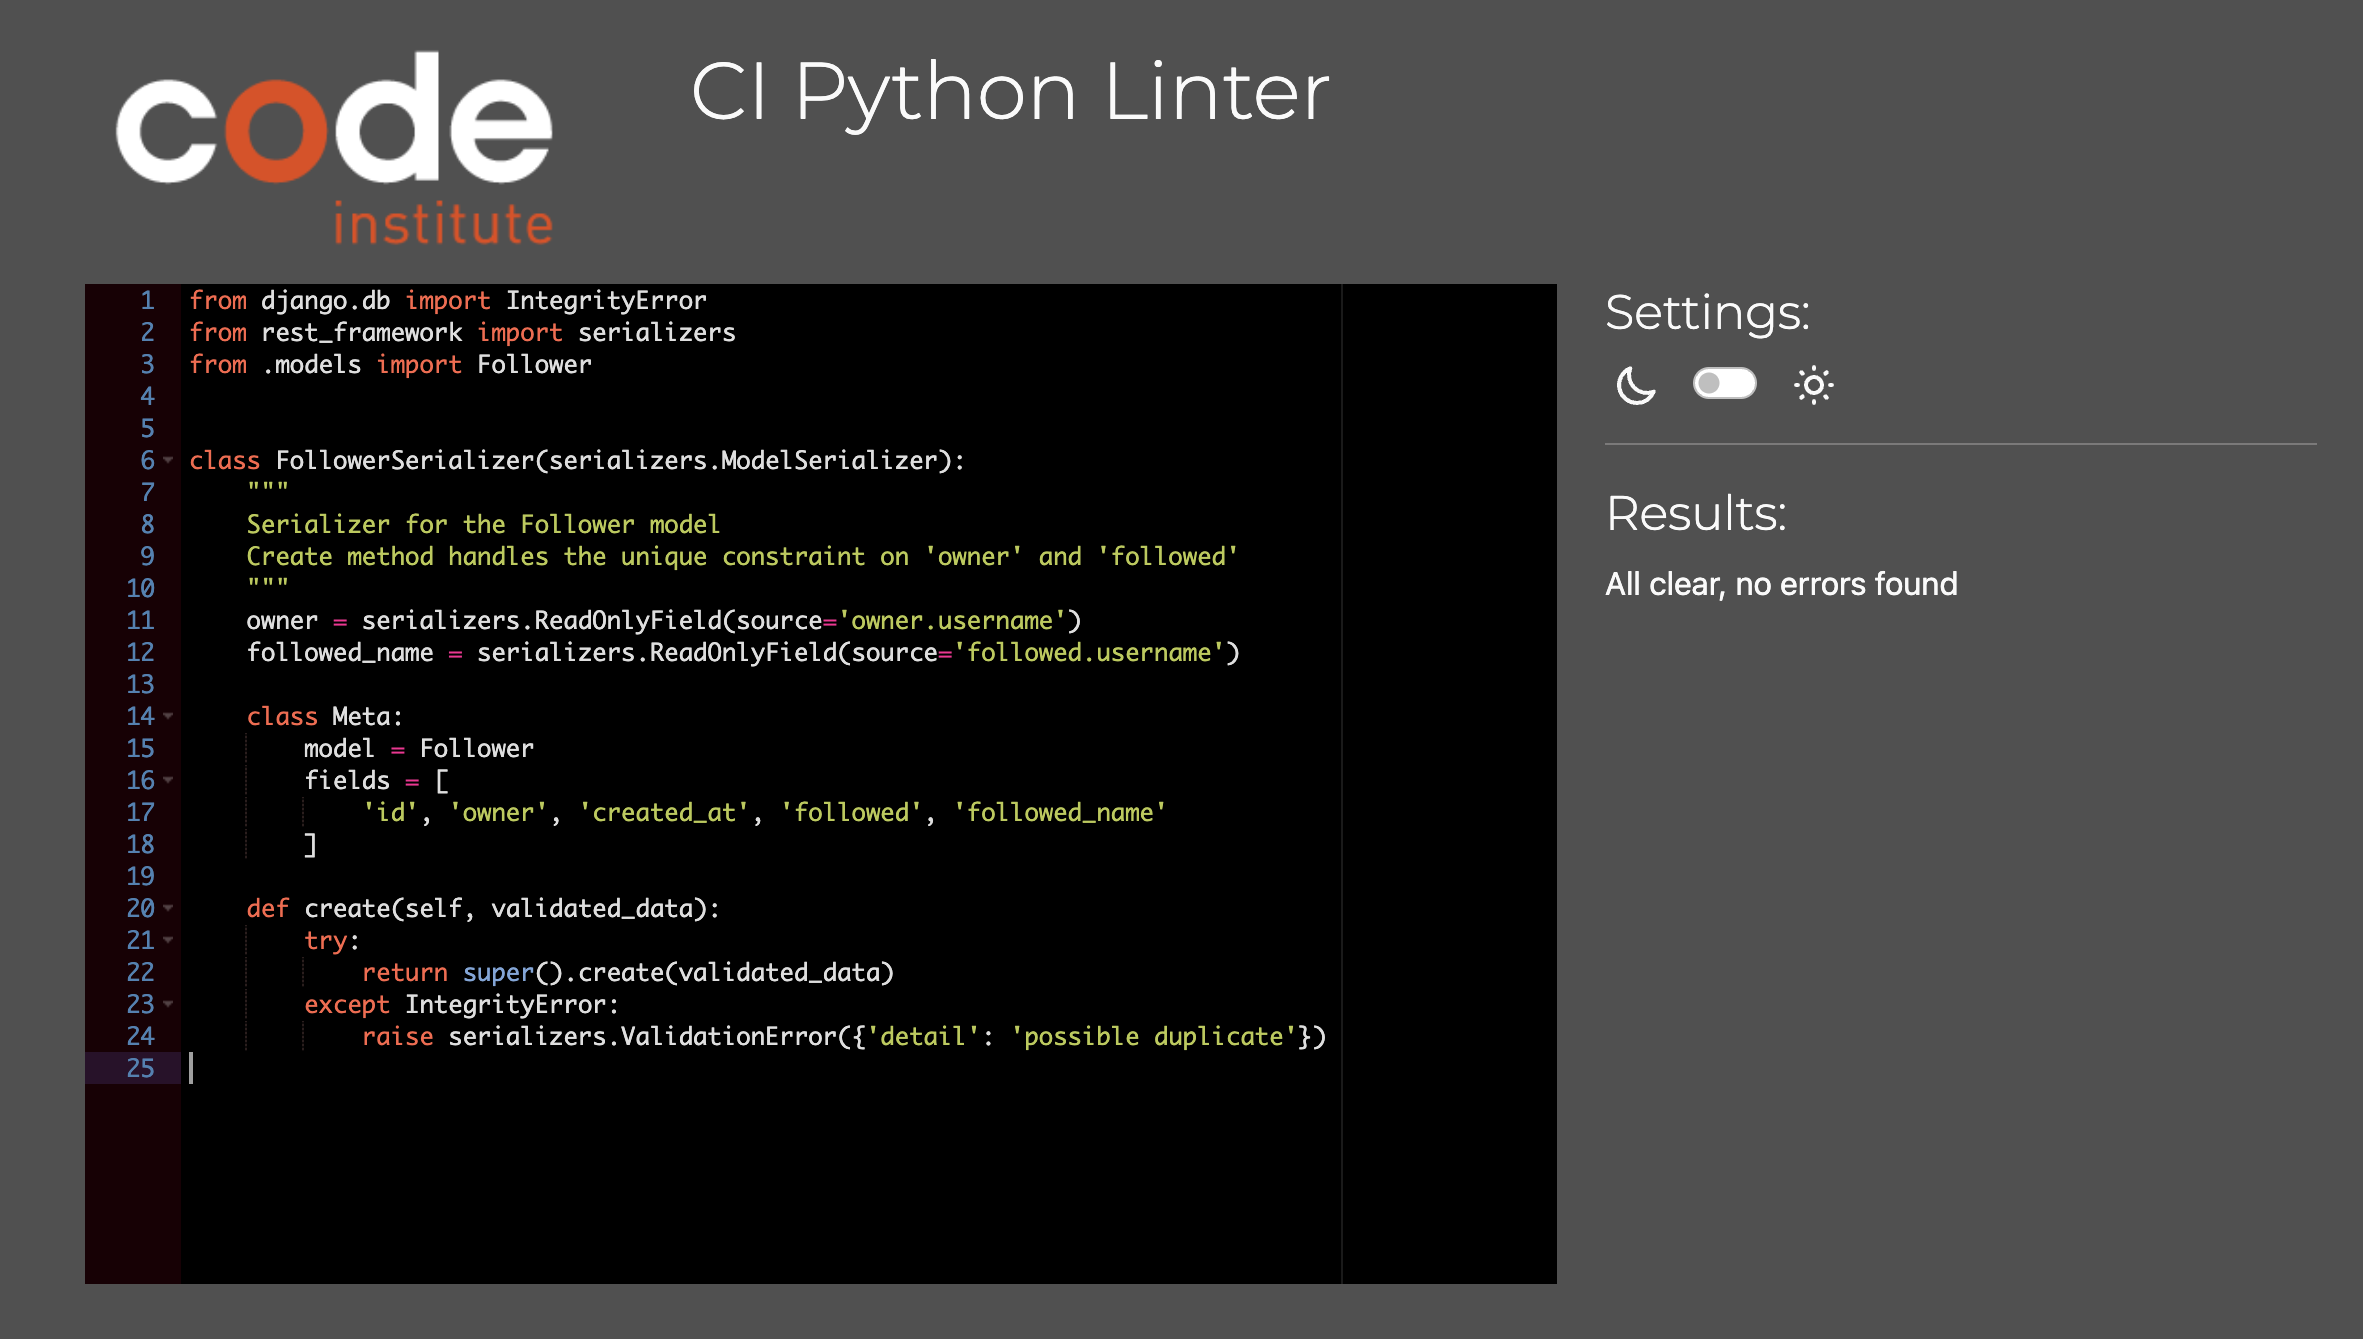 code
institute
CI Python Linter
1 from django.db import IntegrityError
2 from rest_framework import serializers
3 from .models import Follower
4
5
6 class FollowerSerializer(serializers.ModelSerializer):
7     """
8     Serializer for the Follower model
9     Create method handles the unique constraint on 'owner' and 'followed'
10     """
11     owner = serializers.ReadOnlyField(source='owner.username')
12     followed_name = serializers.ReadOnlyField(source='followed.username')
13
14     class Meta:
15         model = Follower
16         fields = [
17             'id', 'owner', 'created_at', 'followed', 'followed_name'
18         ]
19
20     def create(self, validated_data):
21         try:
22             return super().create(validated_data)
23         except IntegrityError:
24             raise serializers.ValidationError({'detail': 'possible duplicate'})
25
Settings:
Results:
All clear, no errors found